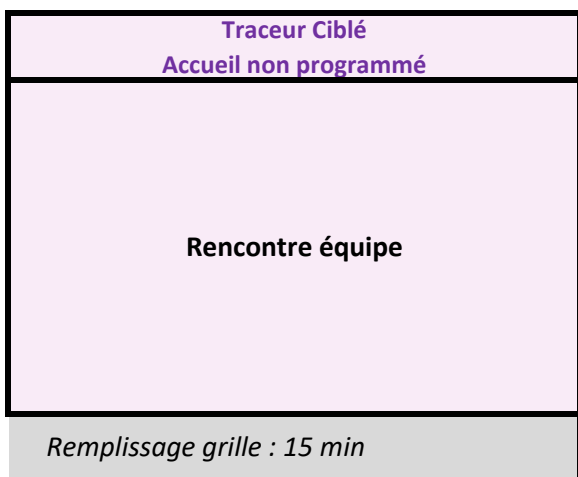 Traceur Ciblé
Accueil non programmé
Rencontre équipe
Remplissage grille : 15 min